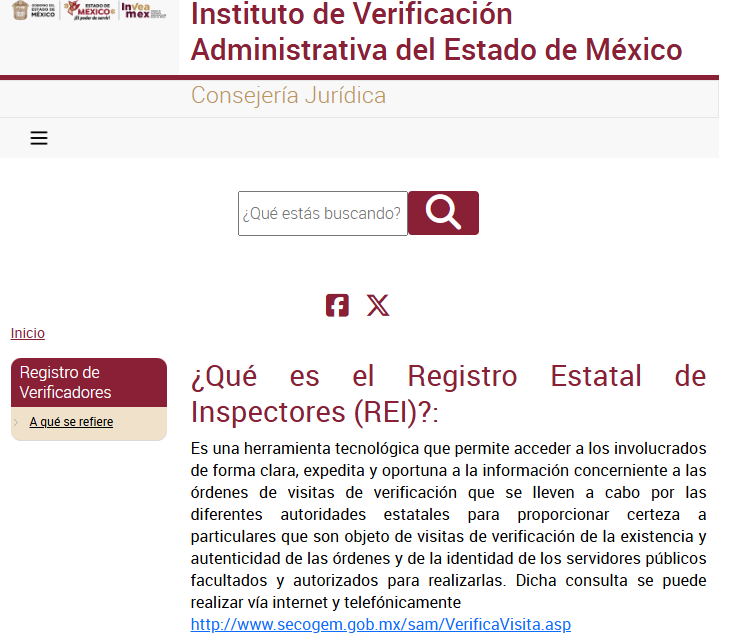 GOBIERNO DEL
ESTADO DE
MÉXICO
ESTADO DE
MÉXICO
¡El poder de servir!
InVea
mex
Instituto de Verificación
Administrativa del Estado de México
Consejería Jurídica
¿Qué estás buscando?
Inicio
Registro de
Verificadores
A qué se refiere
¿Qué es el Registro Estatal de
Inspectores (REI)?:
Es una herramienta tecnológica que permite acceder a los involucrados
de forma clara, expedita y oportuna a la información concerniente a las
órdenes de visitas de verificación que se lleven a cabo por las
diferentes autoridades estatales para proporcionar certeza a
particulares que son objeto de visitas de verificación de la existencia y
autenticidad de las órdenes y de la identidad de los servidores públicos
facultados y autorizados para realizarlas. Dicha consulta se puede
realizar vía internet y telefónicamente
http://www.secogem.gob.mx/sam/VerificaVisita.asp